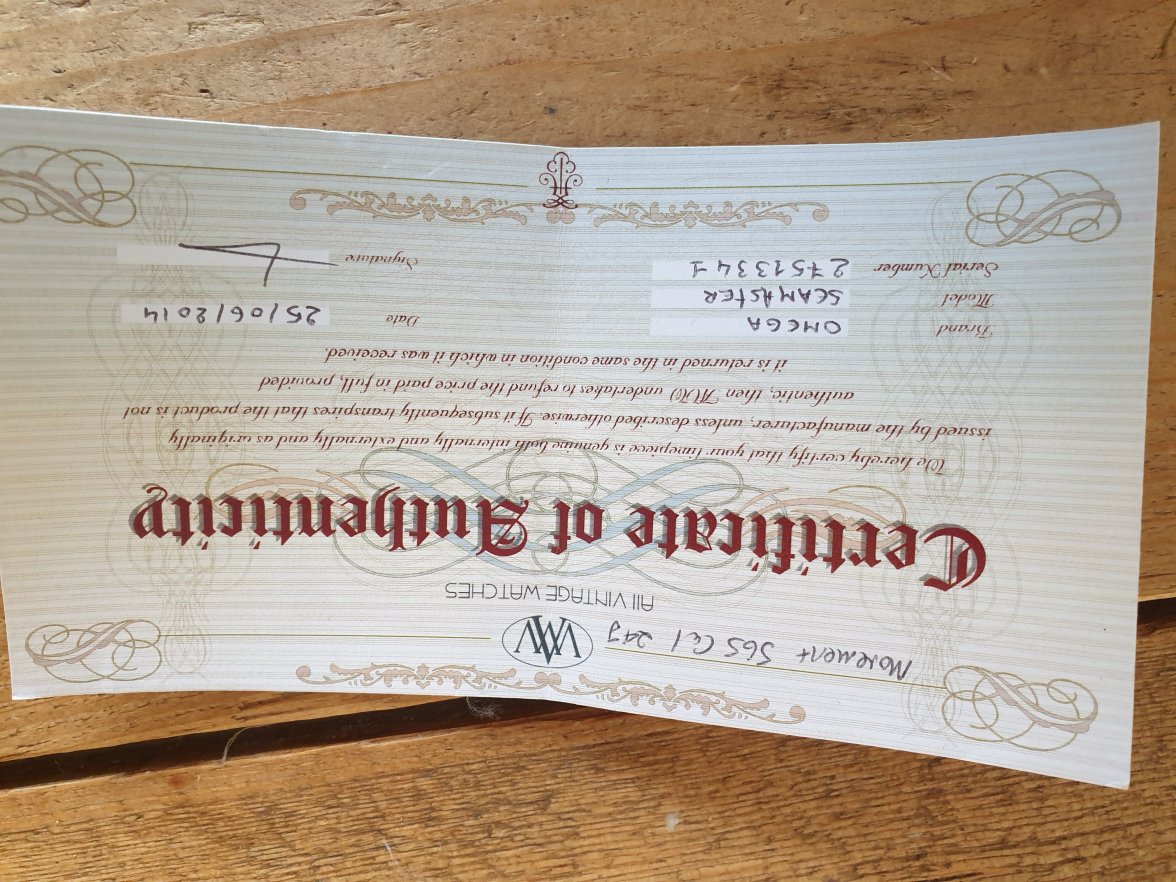 Movement 565 Cal 24j
All VINTAGE WATCHES
Certificate of Authenticity
We hereby certify that your timepiece is genuine both internally and externally and as originally
issued by the manufacturer, unless described otherwise. If it subsequently transpires that the product is not
authentic, then AVW undertakes to refund the price paid in full, provided
it is returned in the same condition in which it was received.
Brand OMEGA
Date 25/06/2014
Model SEAMASTER
Serial Number 27513341
Signature